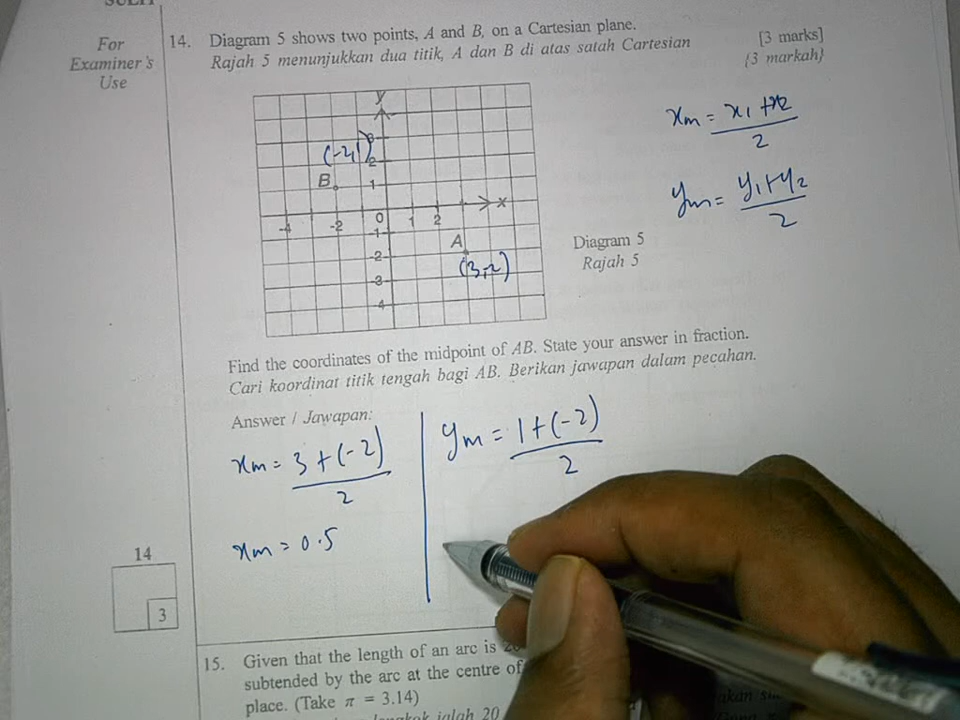 SULIT
For
Examiner's
Use
14. Diagram 5 shows two points, A and B, on a Cartesian plane.
[3 marks]
Rajah 5 menunjukkan dua titik, A dan B di atas satah Cartesian
{3 markah}
y
3
(-2,1)
2
B
1
-4 -2 0 1 2 x
-1
A
-2
(3,-2)
-3
-4
xm = x1 + x2
2
ym = y1 + y2
2
Diagram 5
Rajah 5
Find the coordinates of the midpoint of AB. State your answer in fraction.
Cari koordinat titik tengah bagi AB. Berikan jawapan dalam pecahan.
Answer / Jawapan:
xm = 3 + (-2)
2
xm = 0.5
ym = 1 + (-2)
2
14
3
15. Given that the length of an arc is
subtended by the arc at the centre of
place. (Take π = 3.14)
ialah 20